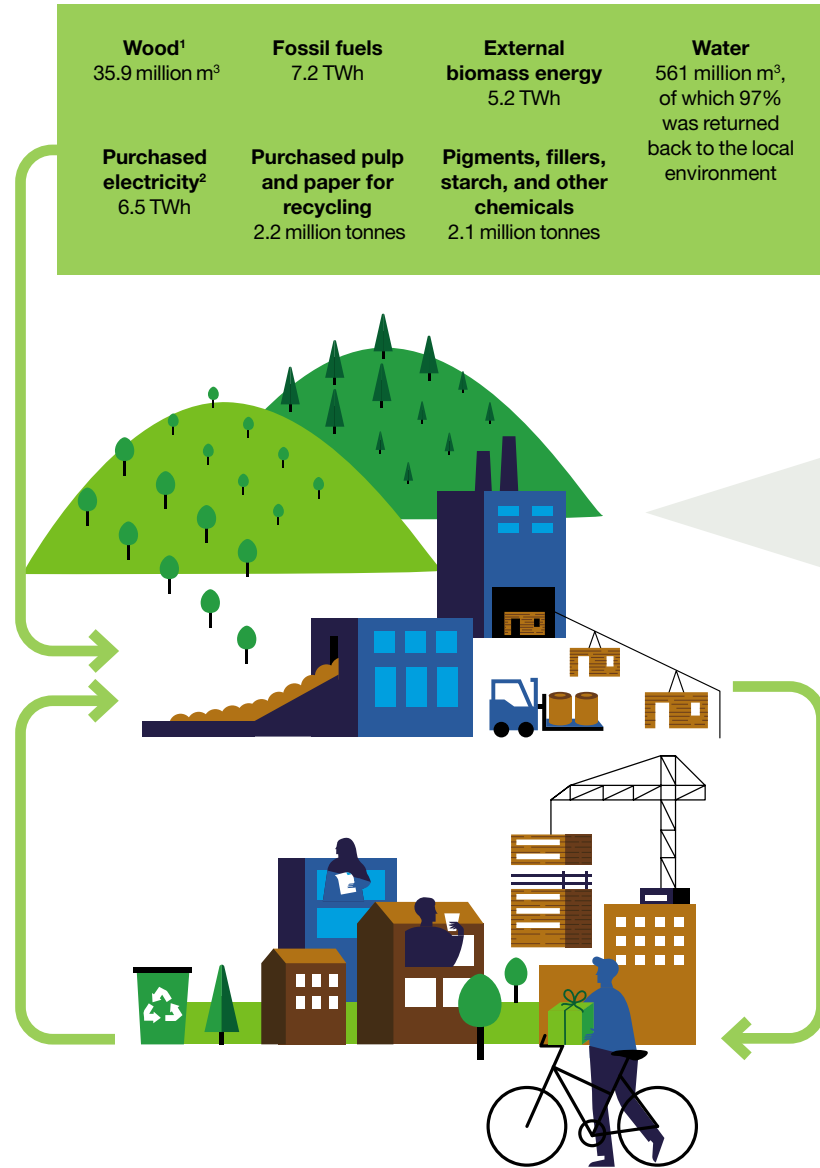 Wood¹
35.9 million m³
Fossil fuels
7.2 TWh
External
biomass energy
5.2 TWh
Water
561 million m³,
of which 97%
was returned
back to the local
environment
Purchased
electricity²
6.5 TWh
Purchased pulp
and paper for
recycling
2.2 million tonnes
Pigments, fillers,
starch, and other
chemicals
2.1 million tonnes